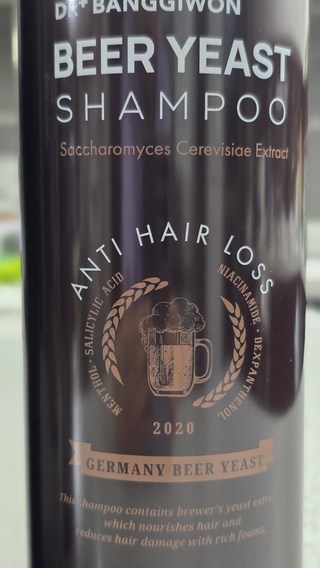 DR+ BANGGIWON
BEER YEAST
SHAMPOO
Saccharomyces Cerevisiae Extract
ANTI HAIR LOSS
MENTHOL · SALICYLIC ACID
NIACINAMIDE · DEXPANTHENOL
2020
GERMANY BEER YEAST
This shampoo contains brewer's yeast extra
which nourishes hair and
reduces hair damage with rich foams.